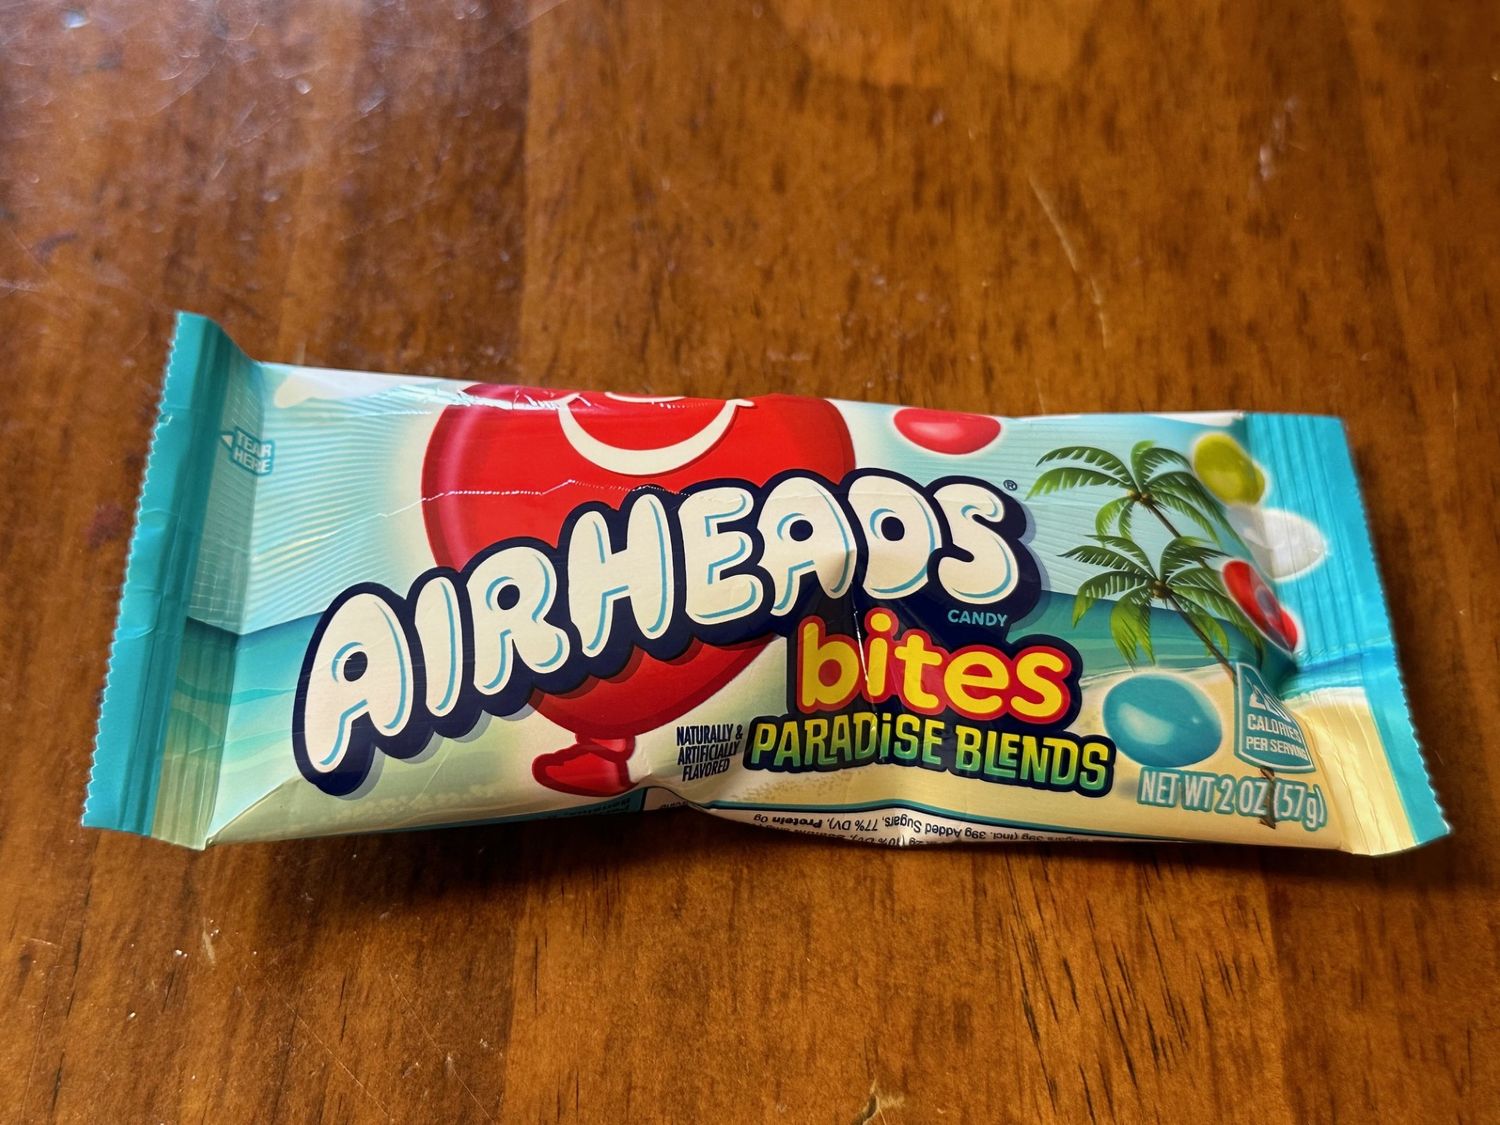 TEAR
HERE
AIRHEADS®
CANDY
bites
PARADiSE BLENDS
NATURALLY &
ARTIFICIALLY
FLAVORED
CALORIES
PER SERVING
NET WT 2 OZ (57g)
39g (Incl. 39g Added Sugars, 77% DV), Protein 0g